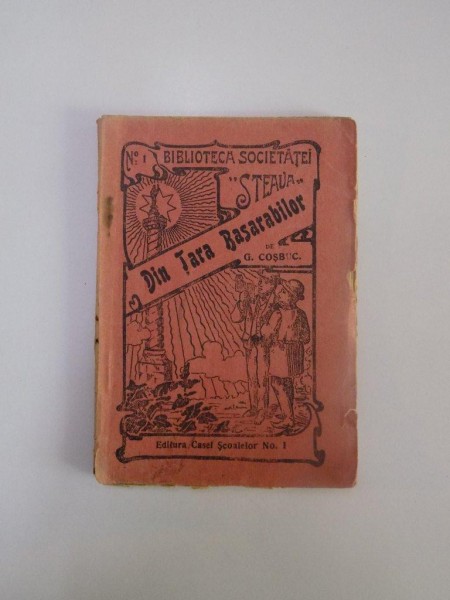 No 1 BIBLIOTECA SOCIETĂŢEI
"STEAUA"
Din Ţara Basarabilor
DE
G. COŞBUC.
Editura Casei Şcoalelor No. 1